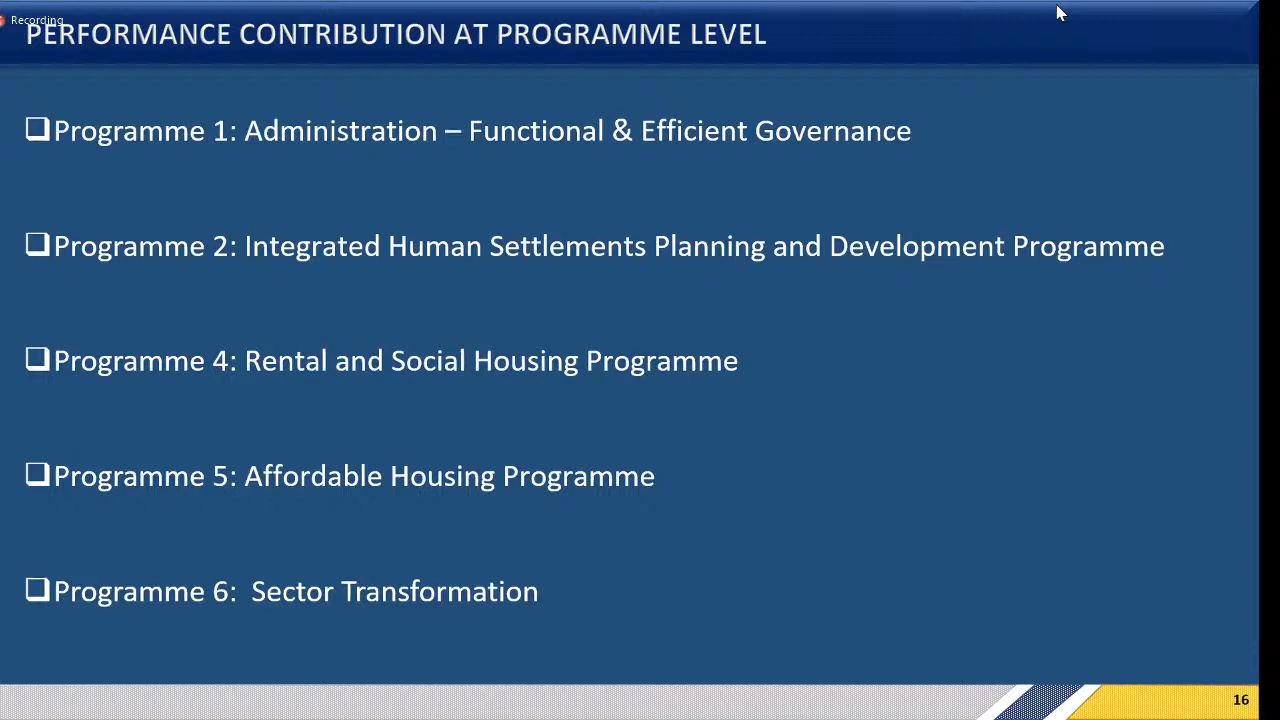 Recording
PERFORMANCE CONTRIBUTION AT PROGRAMME LEVEL
Programme 1: Administration – Functional & Efficient Governance
Programme 2: Integrated Human Settlements Planning and Development Programme
Programme 4: Rental and Social Housing Programme
Programme 5: Affordable Housing Programme
Programme 6: Sector Transformation
16